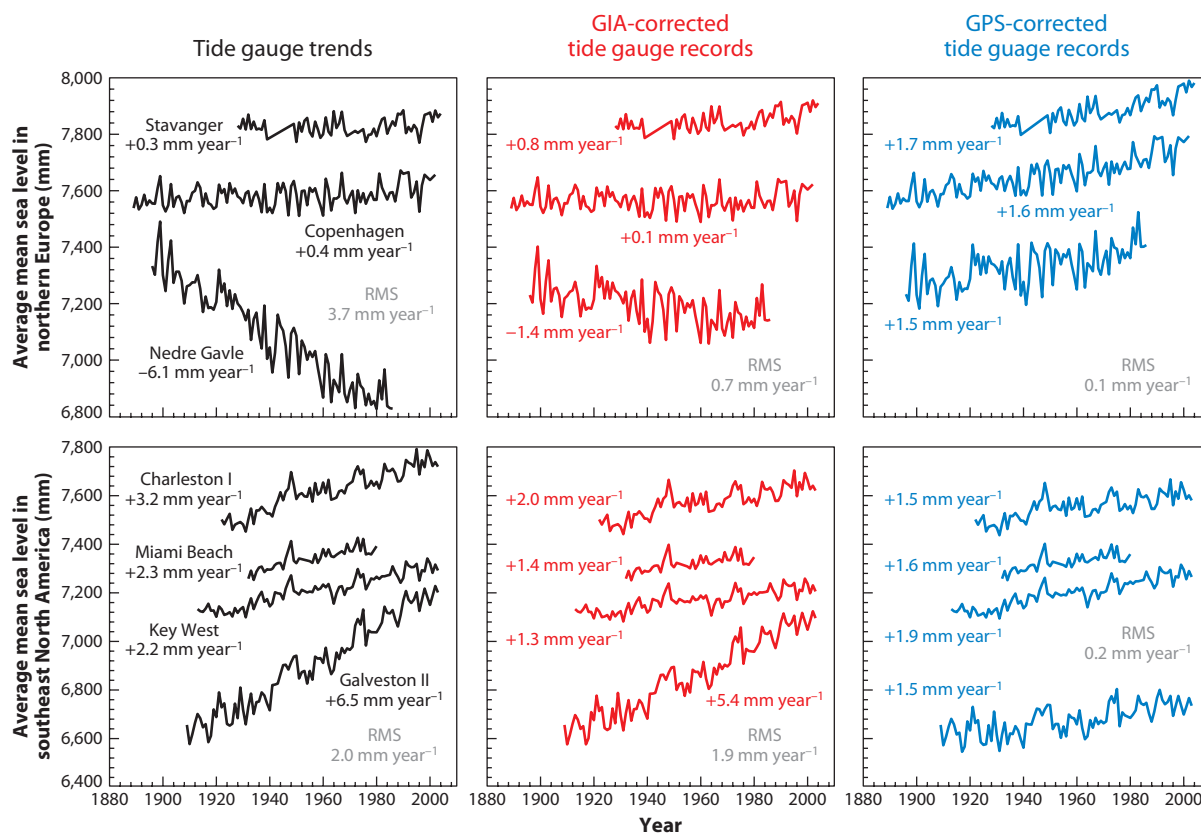 Tide gauge trends
GIA-corrected
tide gauge records
GPS-corrected
tide guage records
Average mean sea level in
northern Europe (mm)
8,000
7,800
7,600
7,400
7,200
7,000
6,800
Stavanger
+0.3 mm year⁻¹
Copenhagen
+0.4 mm year⁻¹
RMS
3.7 mm year⁻¹
Nedre Gavle
−6.1 mm year⁻¹
+0.8 mm year⁻¹
+0.1 mm year⁻¹
−1.4 mm year⁻¹
RMS
0.7 mm year⁻¹
+1.7 mm year⁻¹
+1.6 mm year⁻¹
+1.5 mm year⁻¹
RMS
0.1 mm year⁻¹
Average mean sea level in
southeast North America (mm)
7,800
7,600
7,400
7,200
7,000
6,800
6,600
6,400
Charleston I
+3.2 mm year⁻¹
Miami Beach
+2.3 mm year⁻¹
Key West
+2.2 mm year⁻¹
Galveston II
+6.5 mm year⁻¹
RMS
2.0 mm year⁻¹
+2.0 mm year⁻¹
+1.4 mm year⁻¹
+1.3 mm year⁻¹
+5.4 mm year⁻¹
RMS
1.9 mm year⁻¹
+1.5 mm year⁻¹
+1.6 mm year⁻¹
+1.9 mm year⁻¹
RMS
0.2 mm year⁻¹
+1.5 mm year⁻¹
1880 1900 1920 1940 1960 1980 2000
1880 1900 1920 1940 1960 1980 2000
1880 1900 1920 1940 1960 1980 2000
Year